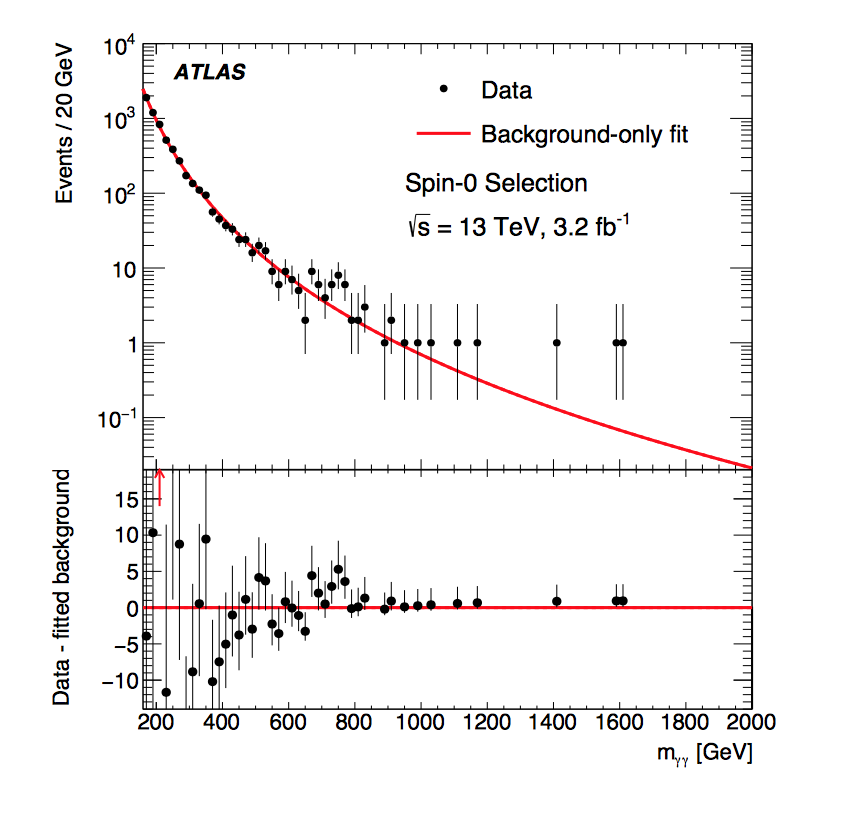 ATLAS
Data
Background-only fit
Spin-0 Selection
√s = 13 TeV, 3.2 fb⁻¹
Events / 20 GeV
10⁴
10³
10²
10
1
10⁻¹
Data - fitted background
15
10
5
0
−5
−10
200 400 600 800 1000 1200 1400 1600 1800 2000
mγγ [GeV]